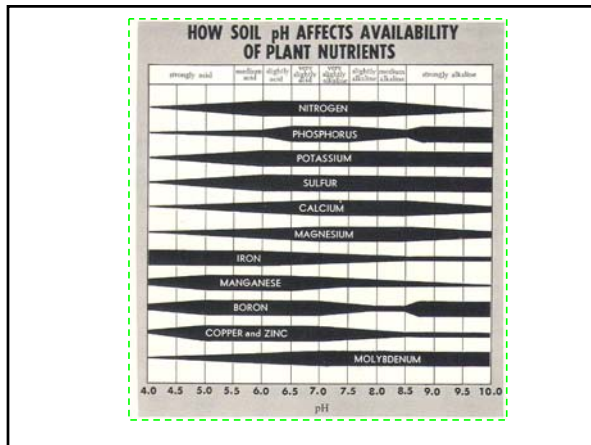 HOW SOIL pH AFFECTS AVAILABILITY
OF PLANT NUTRIENTS
strongly acid
medium acid
slightly acid
very slightly acid
very slightly alkaline
slightly alkaline
medium alkaline
strongly alkaline
NITROGEN
PHOSPHORUS
POTASSIUM
SULFUR
CALCIUM
MAGNESIUM
IRON
MANGANESE
BORON
COPPER and ZINC
MOLYBDENUM
4.0 4.5 5.0 5.5 6.0 6.5 7.0 7.5 8.0 8.5 9.0 9.5 10.0
pH